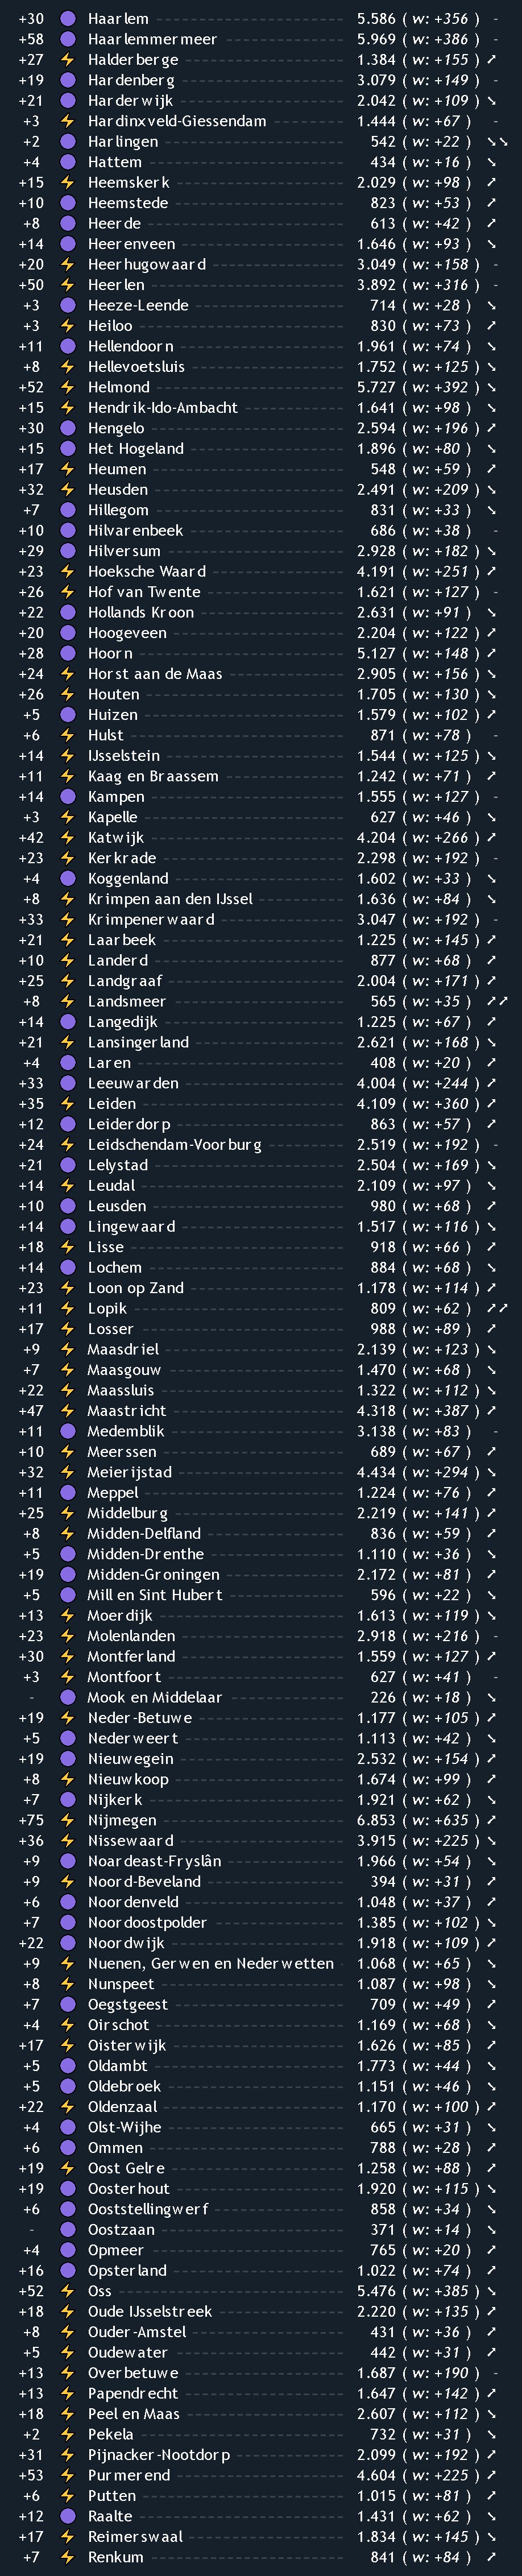 +30 Haarlem 5.586 ( w: +356 ) -
+58 Haarlemmermeer 5.969 ( w: +386 ) -
+27 Halderberge 1.384 ( w: +155 ) ↗
+19 Hardenberg 3.079 ( w: +149 ) -
+21 Harderwijk 2.042 ( w: +109 ) ↘
+3 Hardinxveld-Giessendam 1.444 ( w: +67 ) -
+2 Harlingen 542 ( w: +22 ) ↘↘
+4 Hattem 434 ( w: +16 ) ↘
+15 Heemskerk 2.029 ( w: +98 ) ↗
+10 Heemstede 823 ( w: +53 ) ↗
+8 Heerde 613 ( w: +42 ) ↗
+14 Heerenveen 1.646 ( w: +93 ) ↘
+20 Heerhugowaard 3.049 ( w: +158 ) -
+50 Heerlen 3.892 ( w: +316 ) -
+3 Heeze-Leende 714 ( w: +28 ) ↘
+3 Heiloo 830 ( w: +73 ) ↗
+11 Hellendoorn 1.961 ( w: +74 ) ↘
+8 Hellevoetsluis 1.752 ( w: +125 ) ↘
+52 Helmond 5.727 ( w: +392 ) ↘
+15 Hendrik-Ido-Ambacht 1.641 ( w: +98 ) ↘
+30 Hengelo 2.594 ( w: +196 ) ↗
+15 Het Hogeland 1.896 ( w: +80 ) ↘
+17 Heumen 548 ( w: +59 ) ↗
+32 Heusden 2.491 ( w: +209 ) ↘
+7 Hillegom 831 ( w: +33 ) ↘
+10 Hilvarenbeek 686 ( w: +38 ) -
+29 Hilversum 2.928 ( w: +182 ) ↘
+23 Hoeksche Waard 4.191 ( w: +251 ) ↗
+26 Hof van Twente 1.621 ( w: +127 ) -
+22 Hollands Kroon 2.631 ( w: +91 ) ↘
+20 Hoogeveen 2.204 ( w: +122 ) ↗
+28 Hoorn 5.127 ( w: +148 ) ↗
+24 Horst aan de Maas 2.905 ( w: +156 ) ↘
+26 Houten 1.705 ( w: +130 ) ↘
+5 Huizen 1.579 ( w: +102 ) ↗
+6 Hulst 871 ( w: +78 ) -
+14 IJsselstein 1.544 ( w: +125 ) ↘
+11 Kaag en Braassem 1.242 ( w: +71 ) ↗
+14 Kampen 1.555 ( w: +127 )
+3 Kapelle 627 ( w: +46 ) ↘
+42 Katwijk 4.204 ( w: +266 ) ↗
+23 Kerkrade 2.298 ( w: +192 ) -
+4 Koggenland 1.602 ( w: +33 ) ↘
+8 Krimpen aan den IJssel 1.636 ( w: +84 ) ↘
+33 Krimpenerwaard 3.047 ( w: +192 ) -
+21 Laarbeek 1.225 ( w: +145 ) ↗
+10 Landerd 877 ( w: +68 ) ↗
+25 Landgraaf 2.004 ( w: +171 ) ↗
+8 Landsmeer 565 ( w: +35 ) ↗↗
+14 Langedijk 1.225 ( w: +67 ) ↗
+21 Lansingerland 2.621 ( w: +168 ) ↘
+4 Laren 408 ( w: +20 ) ↗
+33 Leeuwarden 4.004 ( w: +244 ) ↗
+35 Leiden 4.109 ( w: +360 ) ↗
+12 Leiderdorp 863 ( w: +57 ) ↗
+24 Leidschendam-Voorburg 2.519 ( w: +192 )
+21 Lelystad 2.504 ( w: +169 ) ↘
+14 Leudal 2.109 ( w: +97 ) ↘
+10 Leusden 980 ( w: +68 ) ↗
+14 Lingewaard 1.517 ( w: +116 ) ↘
+18 Lisse 918 ( w: +66 ) ↗
+14 Lochem 884 ( w: +68 ) ↘
+23 Loon op Zand 1.178 ( w: +114 ) ↗
+11 Lopik 809 ( w: +62 ) ↗↗
+17 Losser 988 ( w: +89 ) ↗
+9 Maasdriel 2.139 ( w: +123 ) ↘
+7 Maasgouw 1.470 ( w: +68 ) ↘
+22 Maassluis 1.322 ( w: +112 ) ↘
+47 Maastricht 4.318 ( w: +387 ) ↗
+11 Medemblik 3.138 ( w: +83 ) -
+10 Meerssen 689 ( w: +67 ) ↗
+32 Meierijstad 4.434 ( w: +294 ) ↘
+11 Meppel 1.224 ( w: +76 ) ↗
+25 Middelburg 2.219 ( w: +141 ) ↗
+8 Midden-Delfland 836 ( w: +59 ) ↗
+5 Midden-Drenthe 1.110 ( w: +36 ) ↘
+19 Midden-Groningen 2.172 ( w: +81 ) ↗
+5 Mill en Sint Hubert 596 ( w: +22 ) ↘
+13 Moerdijk 1.613 ( w: +119 ) ↘
+23 Molenlanden 2.918 ( w: +216 )
+30 Montferland 1.559 ( w: +127 ) ↗
+3 Montfoort 627 ( w: +41 )
- Mook en Middelaar 226 ( w: +18 ) ↘
+19 Neder-Betuwe 1.177 ( w: +105 ) ↗
+5 Nederweert 1.113 ( w: +42 ) ↘
+19 Nieuwegein 2.532 ( w: +154 ) ↗
+8 Nieuwkoop 1.674 ( w: +99 ) ↗
+7 Nijkerk 1.921 ( w: +62 ) ↘
+75 Nijmegen 6.853 ( w: +635 ) ↗
+36 Nissewaard 3.915 ( w: +225 ) ↘
+9 Noardeast-Fryslân 1.966 ( w: +54 ) ↘
+9 Noord-Beveland 394 ( w: +31 ) ↗
+6 Noordenveld 1.048 ( w: +37 ) ↗
+7 Noordoostpolder 1.385 ( w: +102 ) ↘
+22 Noordwijk 1.918 ( w: +109 ) ↗
+9 Nuenen, Gerwen en Nederwetten 1.068 ( w: +65 ) ↘
+8 Nunspeet 1.087 ( w: +98 ) ↘
+7 Oegstgeest 709 ( w: +49 ) ↗
+4 Oirschot 1.169 ( w: +68 ) ↘
+17 Oisterwijk 1.626 ( w: +85 ) ↗
+5 Oldambt 1.773 ( w: +44 ) ↘
+5 Oldebroek 1.151 ( w: +46 ) ↘
+22 Oldenzaal 1.170 ( w: +100 ) ↗
+4 Olst-Wijhe 665 ( w: +31 ) ↘
+6 Ommen 788 ( w: +28 ) ↗
+19 Oost Gelre 1.258 ( w: +88 ) ↗
+19 Oosterhout 1.920 ( w: +115 ) ↘
+6 Ooststellingwerf 858 ( w: +34 ) ↘
- Oostzaan 371 ( w: +14 ) ↘
+4 Opmeer 765 ( w: +20 ) ↗
+16 Opsterland 1.022 ( w: +74 ) ↗
+52 Oss 5.476 ( w: +385 ) ↘
+18 Oude IJsselstreek 2.220 ( w: +135 ) ↗
+8 Ouder-Amstel 431 ( w: +36 ) ↗
+5 Oudewater 442 ( w: +31 ) ↗
+13 Overbetuwe 1.687 ( w: +190 ) -
+13 Papendrecht 1.647 ( w: +142 ) ↗
+18 Peel en Maas 2.607 ( w: +112 ) ↘
+2 Pekela 732 ( w: +31 ) ↘
+31 Pijnacker-Nootdorp 2.099 ( w: +192 ) ↗
+53 Purmerend 4.604 ( w: +225 ) ↗
+6 Putten 1.015 ( w: +81 ) ↗
+12 Raalte 1.431 ( w: +62 ) ↘
+17 Reimerswaal 1.834 ( w: +145 ) ↘
+7 Renkum 841 ( w: +84 ) ↗